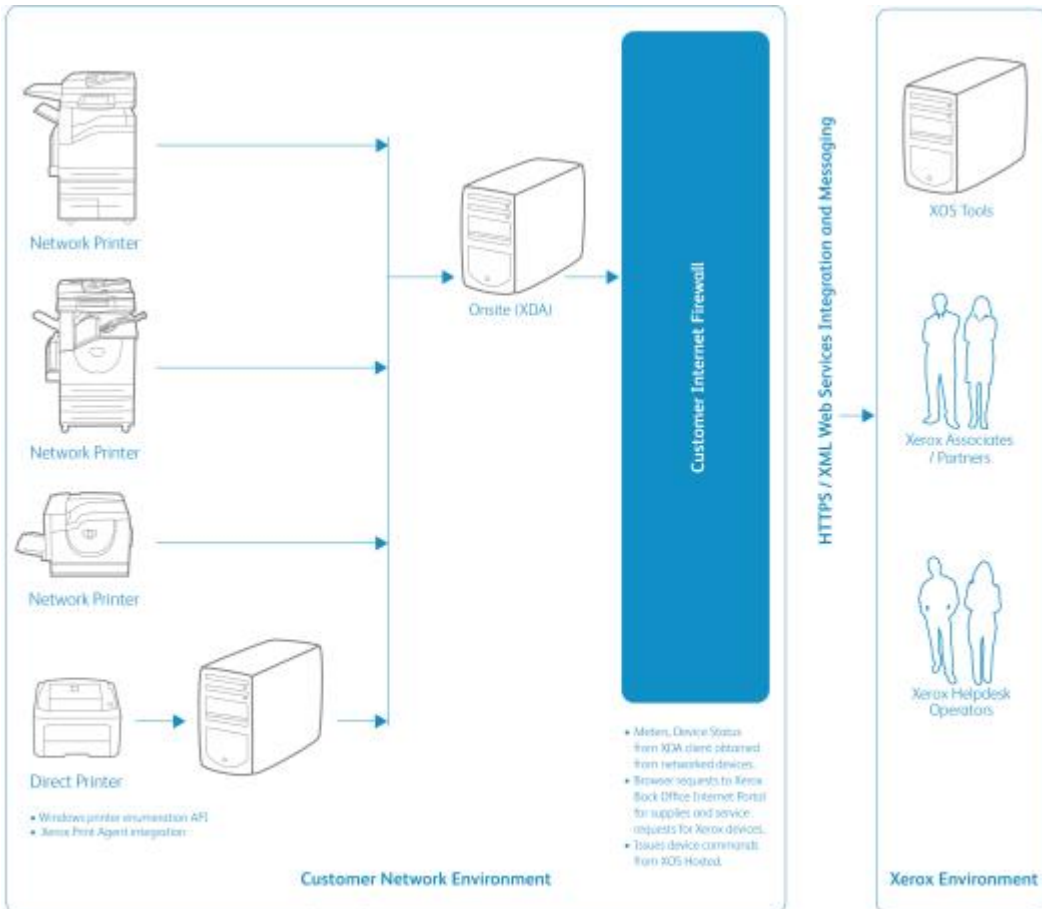 Network Printer
Network Printer
Network Printer
Direct Printer
• Windows printer enumeration API
• Xerox Print Agent integration
Onsite (XDA)
Customer Internet Firewall
• Meters, Device Status
from XDA client obtained
from networked devices.
• Browser requests to Xerox
Back Office Internet Portal
for supplies and service
requests for Xerox devices.
• Issues device commands
from XOS Hosted.
Customer Network Environment
HTTPS / XML Web Services Integration and Messaging
XOS Tools
Xerox Associates
/ Partners
Xerox Helpdesk
Operators
Xerox Environment